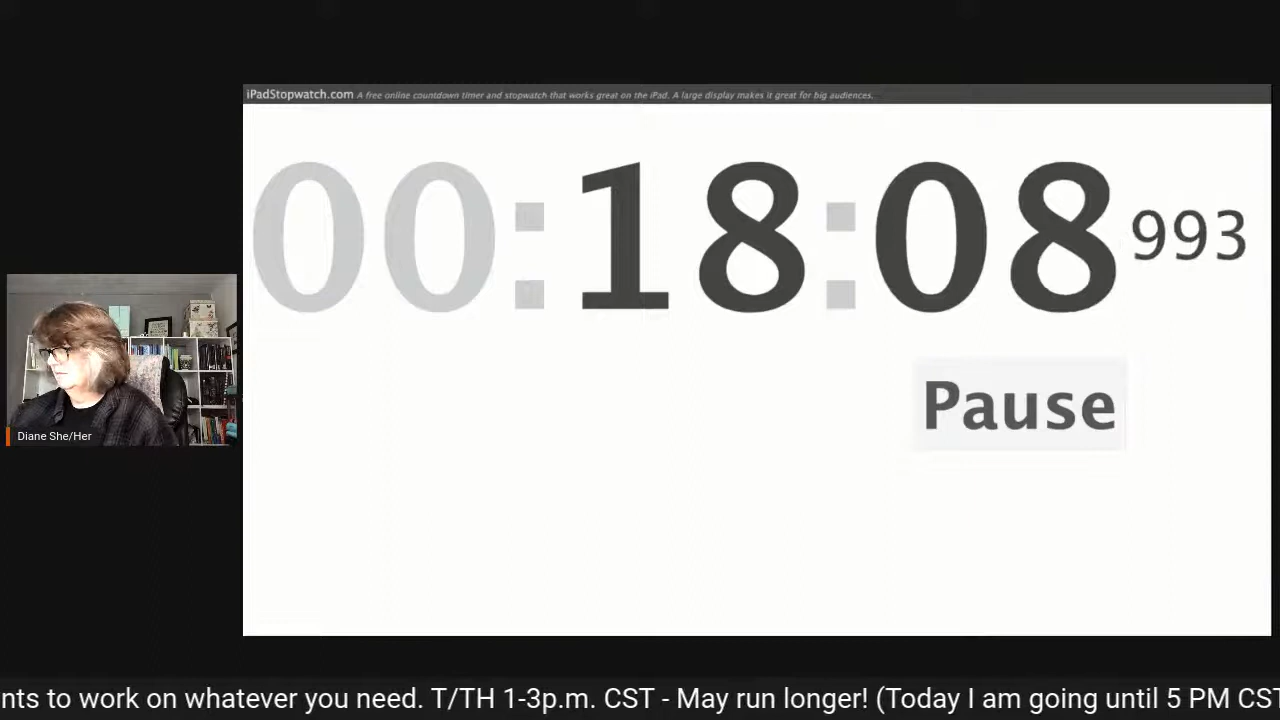 iPadStopwatch.com A free online countdown timer and stopwatch that works great on the iPad. A large display makes it great for big audiences.
00:18:08 993
Pause
Diane She/Her
nts to work on whatever you need. T/TH 1-3p.m. CST - May run longer! (Today I am going until 5 PM CST